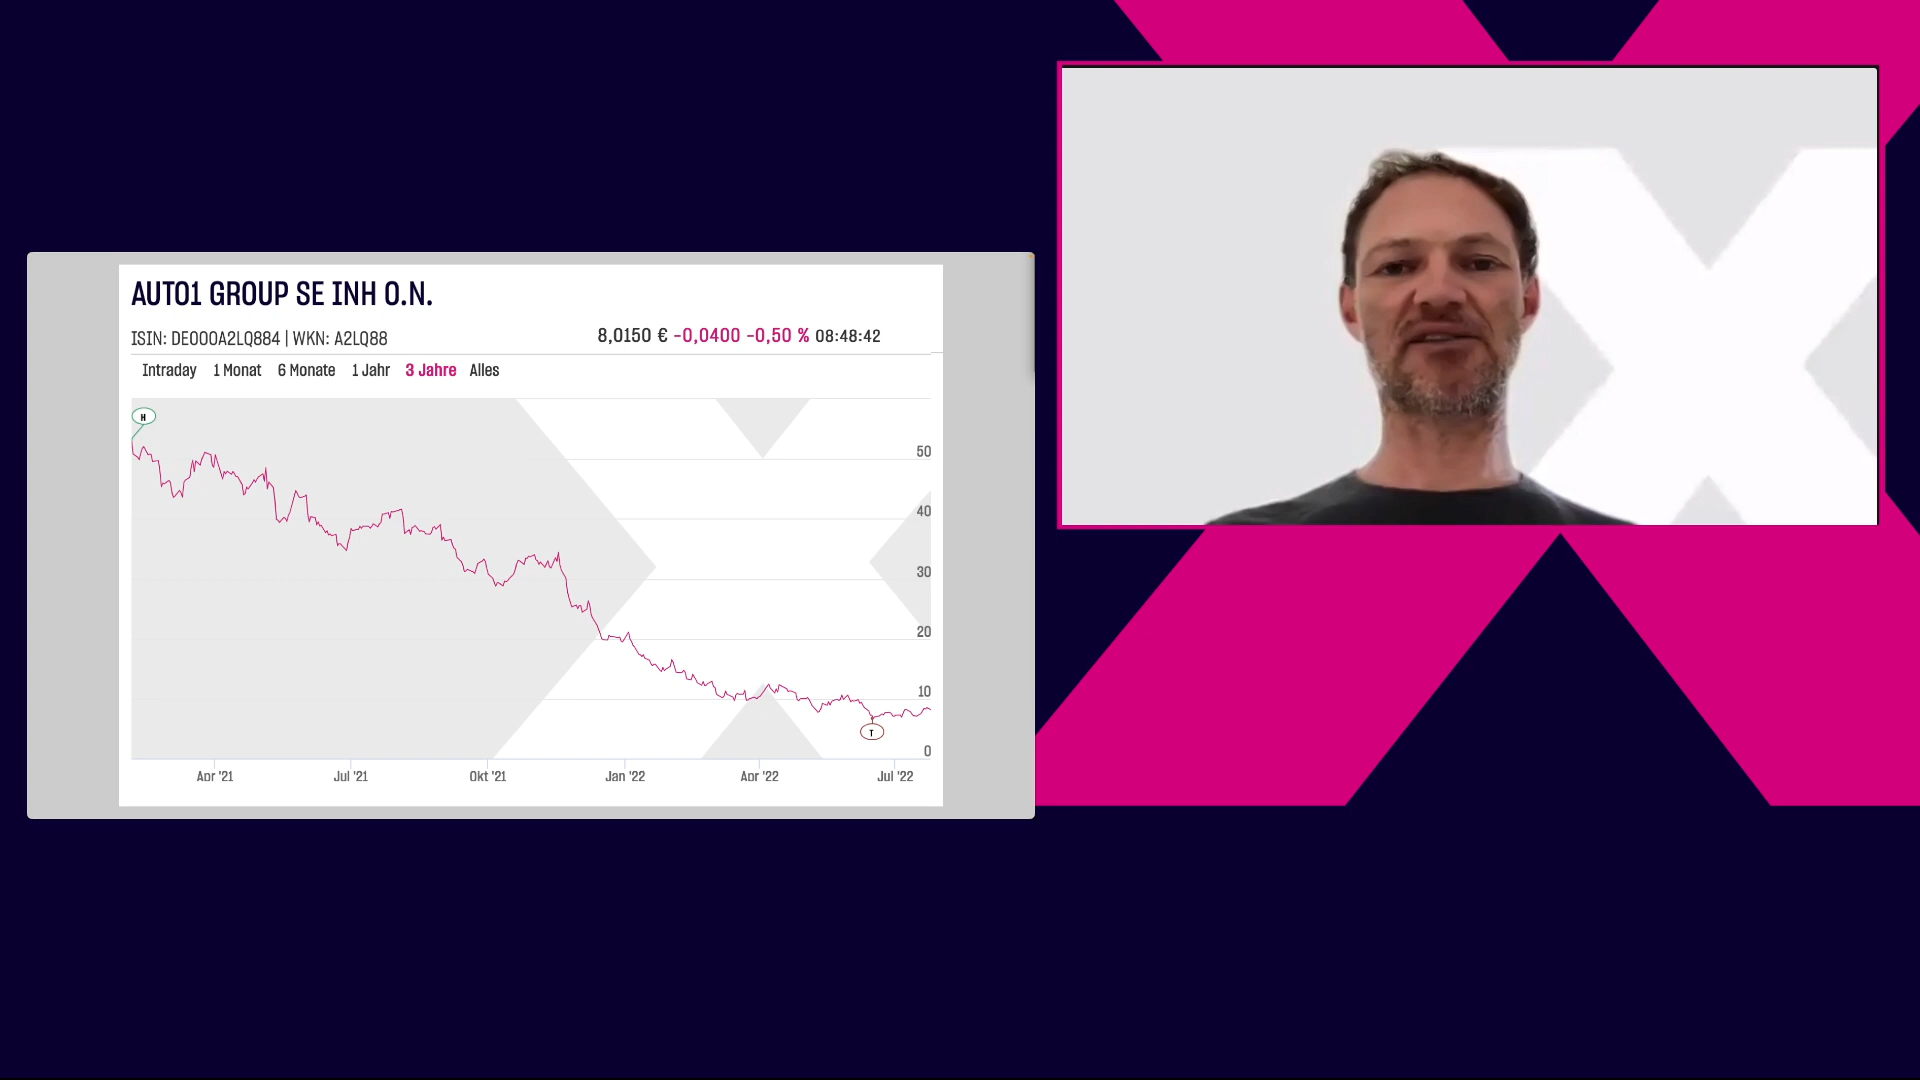 AUTO1 GROUP SE INH O.N.
ISIN: DE000A2LQ884 | WKN: A2LQ88
8,0150 € -0,0400 -0,50 % 08:48:42
Intraday 1 Monat 6 Monate 1 Jahr 3 Jahre Alles
H
50
40
30
20
10
T
0
Apr '21 Jul '21 Okt '21 Jan '22 Apr '22 Jul '22